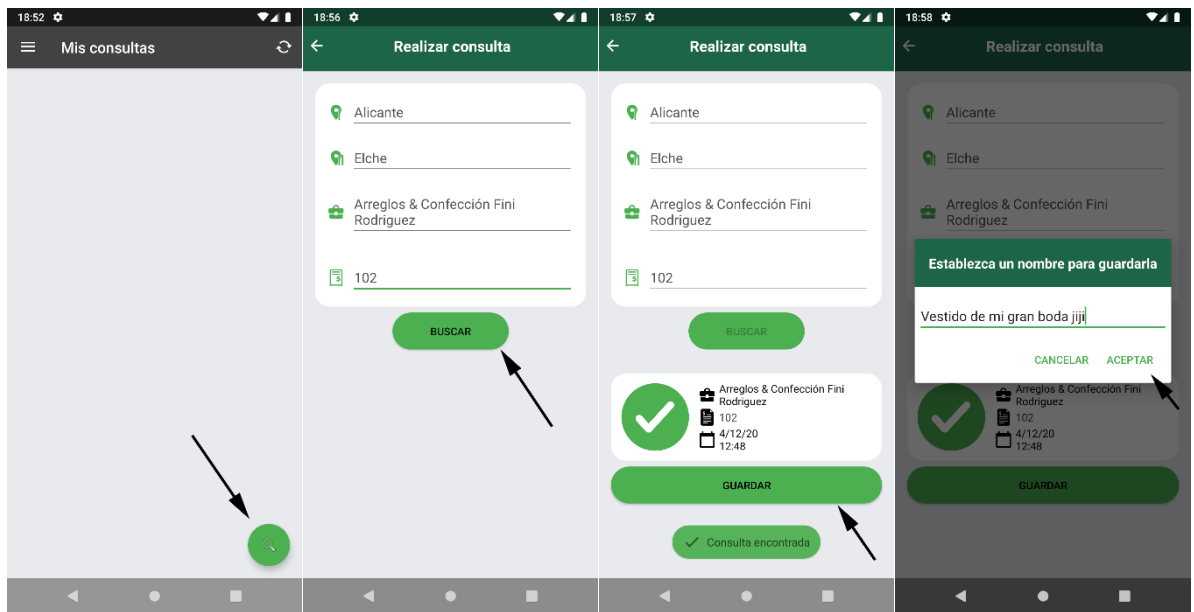 18:52
Mis consultas
18:56
Realizar consulta
Alicante
Elche
Arreglos & Confección Fini
Rodriguez
102
BUSCAR
18:57
Realizar consulta
Alicante
Elche
Arreglos & Confección Fini
Rodriguez
102
BUSCAR
Arreglos & Confección Fini
Rodriguez
102
4/12/20
12:48
GUARDAR
Consulta encontrada
18:58
Realizar consulta
Alicante
Elche
Arreglos & Confección Fini
Rodriguez
Establezca un nombre para guardarla
Vestido de mi gran boda jiji
CANCELAR ACEPTAR
Arreglos & Confección Fini
Rodriguez
102
4/12/20
12:48
GUARDAR